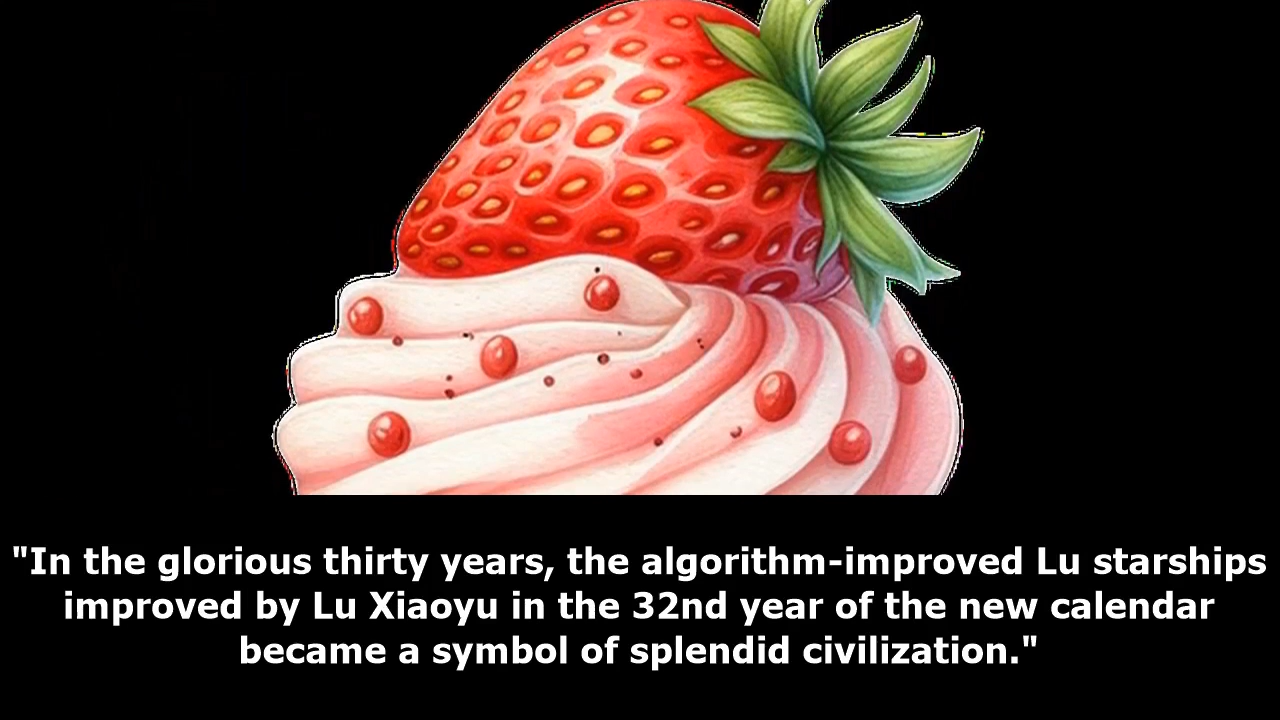 "In the glorious thirty years, the algorithm-improved Lu starships
improved by Lu Xiaoyu in the 32nd year of the new calendar
became a symbol of splendid civilization."